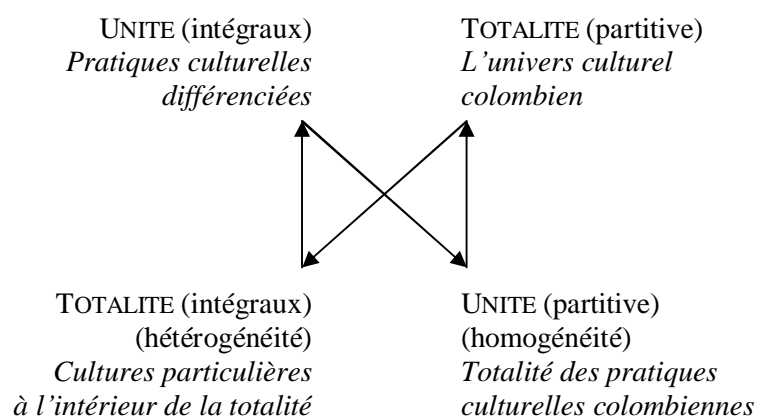 UNITE (intégraux)
Pratiques culturelles
différenciées
TOTALITE (partitive)
L’univers culturel
colombien
TOTALITE (intégraux)
(hétérogénéité)
Cultures particulières
à l’intérieur de la totalité
UNITE (partitive)
(homogénéité)
Totalité des pratiques
culturelles colombiennes